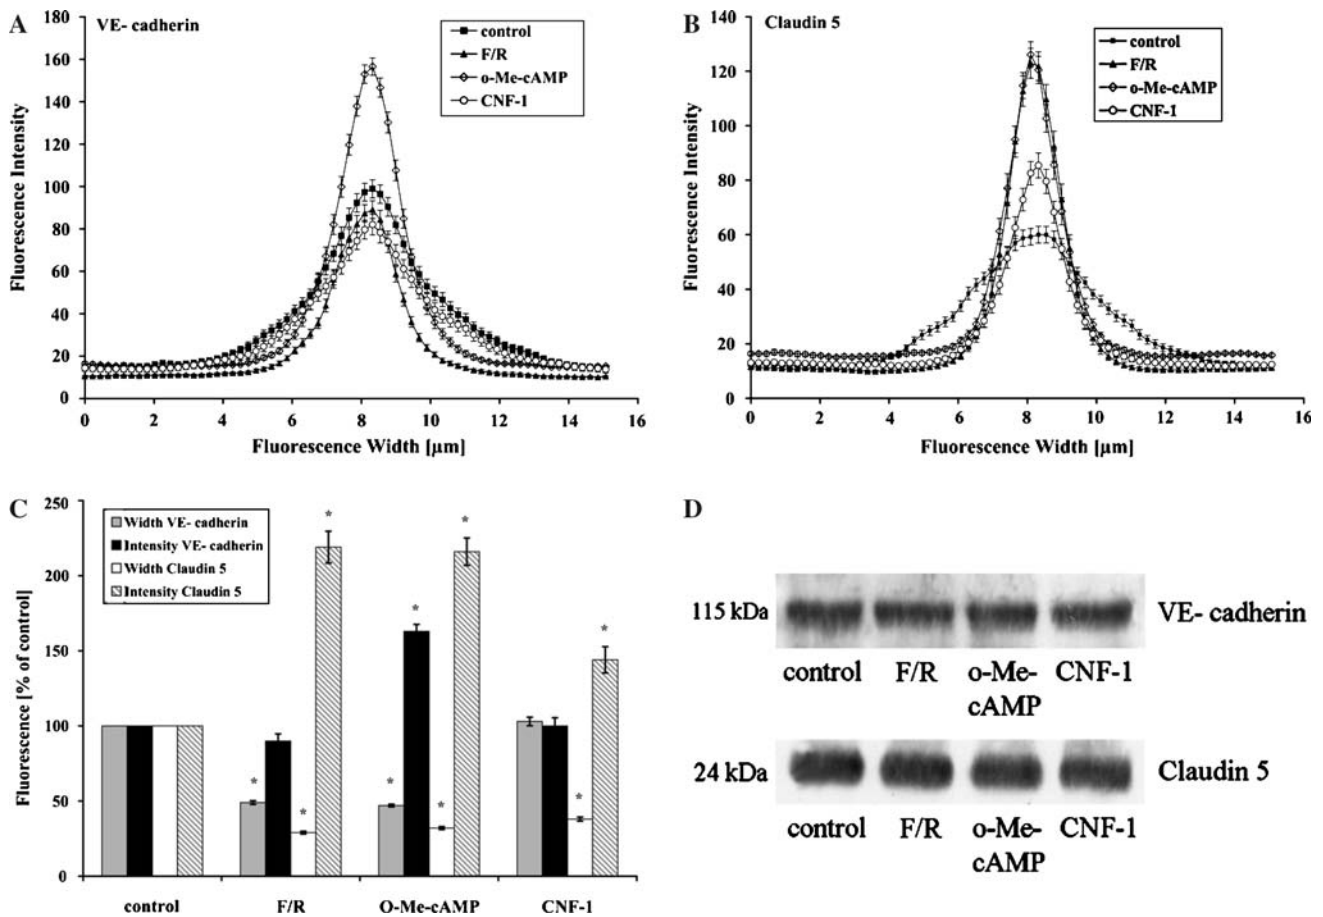 A
VE- cadherin
control
F/R
o-Me-cAMP
CNF-1
Fluorescence Intensity
180
160
140
120
100
80
60
40
20
0
0 2 4 6 8 10 12 14 16
Fluorescence Width [µm]
B
Claudin 5
control
F/R
o-Me-cAMP
CNF-1
Fluorescence Intensity
140
120
100
80
60
40
20
0
0 2 4 6 8 10 12 14 16
Fluorescence Width [µm]
C
Width VE- cadherin
Intensity VE- cadherin
Width Claudin 5
Intensity Claudin 5
Fluorescence [% of control]
250
200
150
100
50
0
* * * * * * * *
control F/R O-Me-cAMP CNF-1
D
115 kDa VE- cadherin
control F/R o-Me- CNF-1
cAMP
24 kDa Claudin 5
control F/R o-Me- CNF-1
cAMP